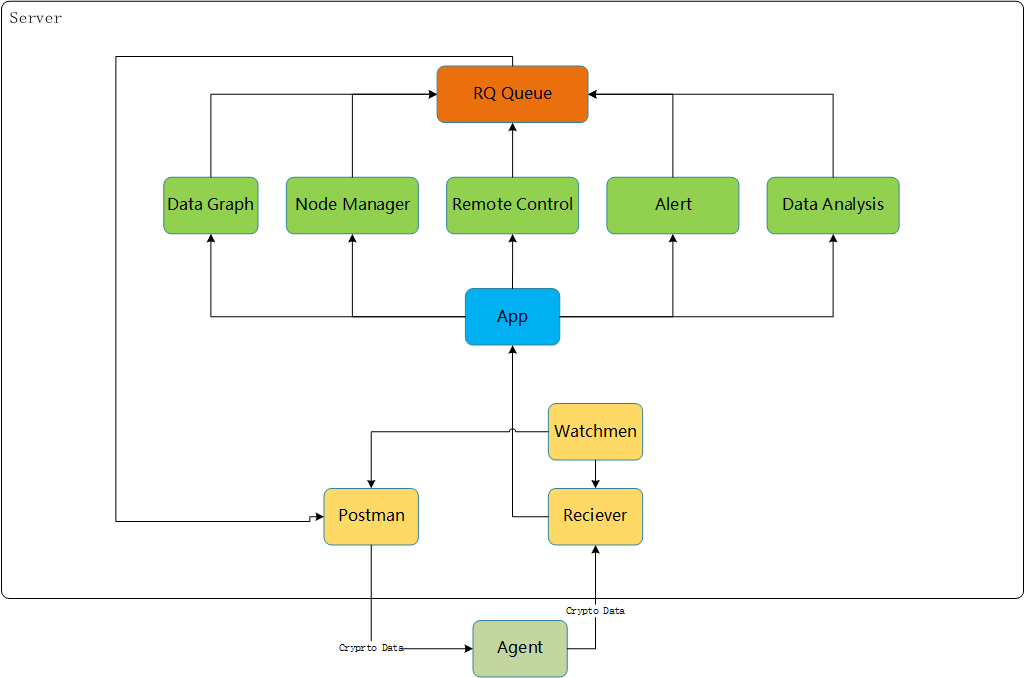 Server
RQ Queue
Data Graph
Node Manager
Remote Control
Alert
Data Analysis
App
Watchmen
Postman
Reciever
Crypto Data
Cryprto Data
Agent